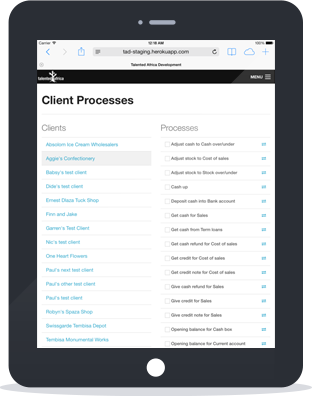 Carrier
10:16 AM
100%
tad-staging.herokuapp.com
Talented Africa Development
talented africa
MENU
Client Processes
Clients
Processes
Absolom Ice Cream Wholesalers
Adjust cash to Cash over/under
Aggie's Confectionery
Adjust stock to Cost of sales
Babsy's test client
Adjust stock to Stock over/under
Dida's test client
Cash up
Ernest Dlaza Tuck Shop
Deposit cash into Bank account
Finn and Jake
Get cash for Sales
Garren's Test Client
Get cash from Term loans
Nic's test client
Get cash refund for Cost of sales
One Heart Flowers
Get credit for Cost of sales
Paul's next test client
Get credit note for Cost of sales
Paul's other test client
Give cash refund for Sales
Paul's test client
Give credit for Sales
Robyn's Spaza Shop
Give credit note for Sales
Swissgarde Tembisa Depot
Opening balance for Cash box
Tembisa Monumental Works
Opening balance for Current account